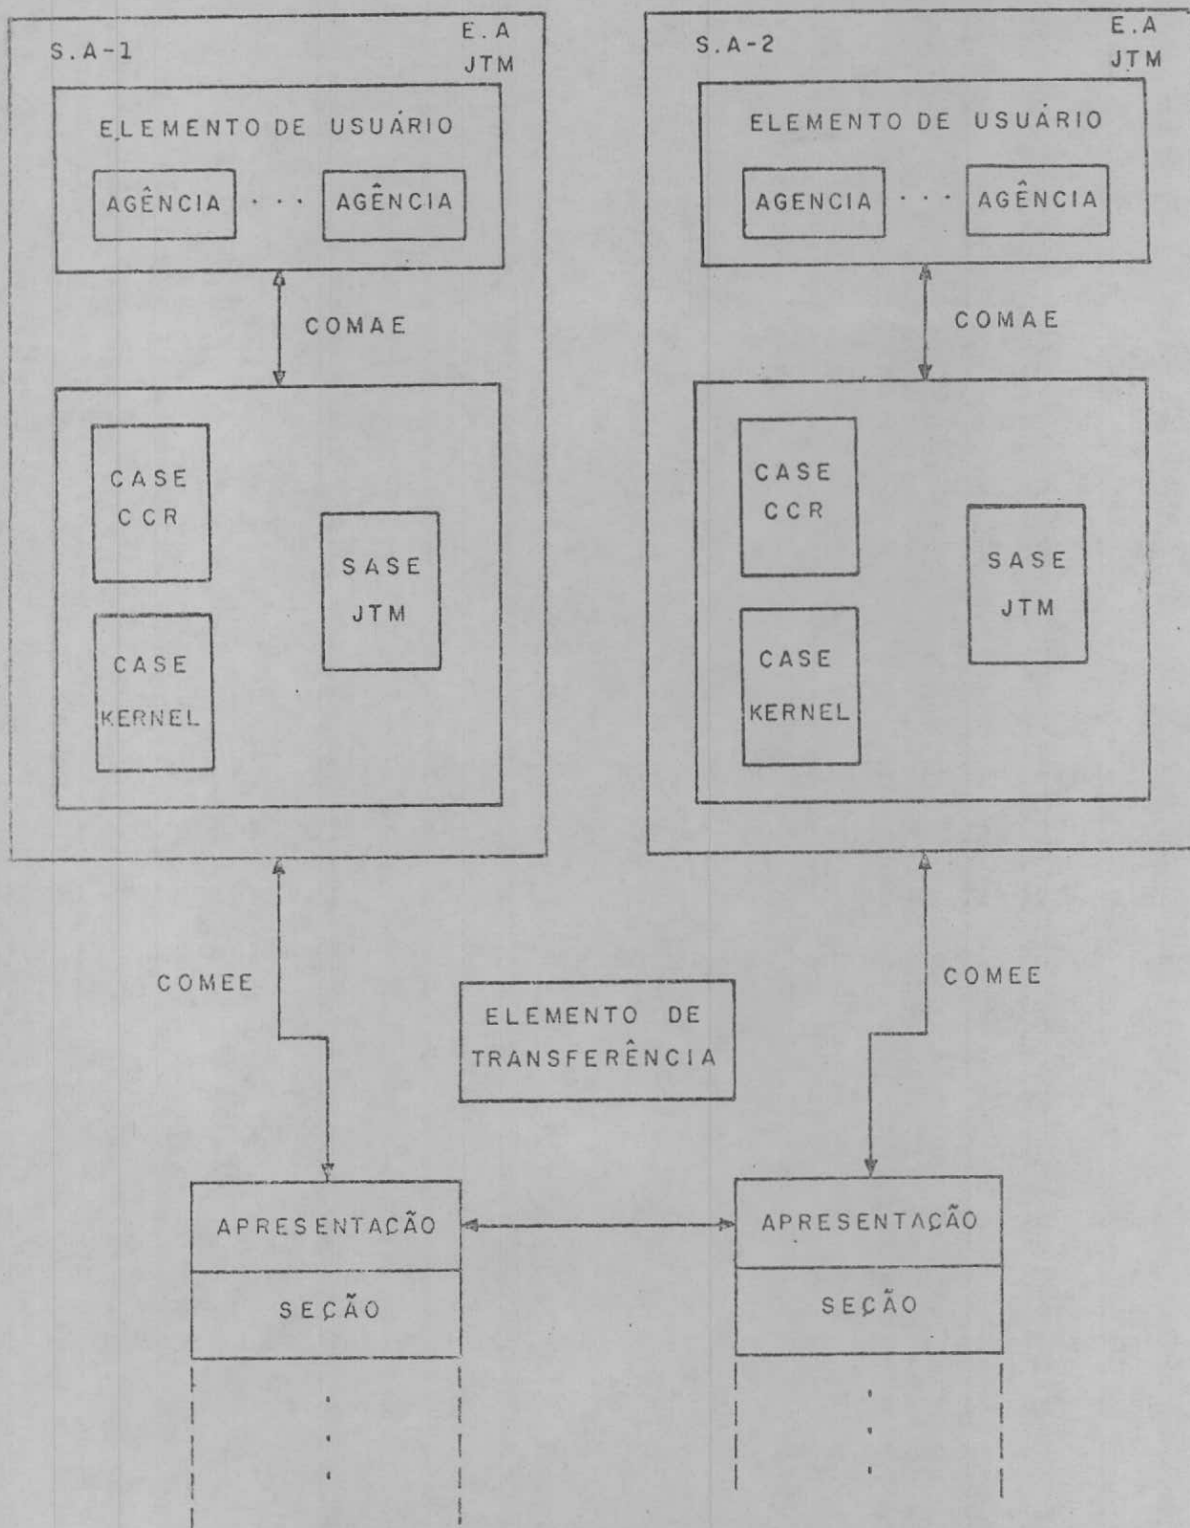 S.A-1
E.A
JTM
ELEMENTO DE USUÁRIO
AGÊNCIA ... AGÊNCIA
COMAE
CASE
CCR
SASE
JTM
CASE
KERNEL
COMEE
S.A-2
E.A
JTM
ELEMENTO DE USUÁRIO
AGENCIA ... AGÊNCIA
COMAE
CASE
CCR
SASE
JTM
CASE
KERNEL
COMEE
ELEMENTO DE
TRANSFERÊNCIA
APRESENTAÇÃO
SEÇÃO
APRESENTAÇÃO
SEÇÃO